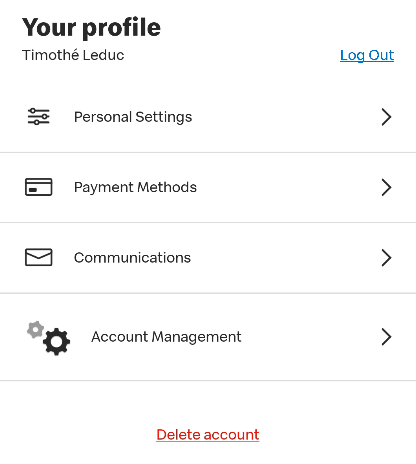 Your profile
Timothé Leduc
Log Out
Personal Settings
Payment Methods
Communications
Account Management
Delete account